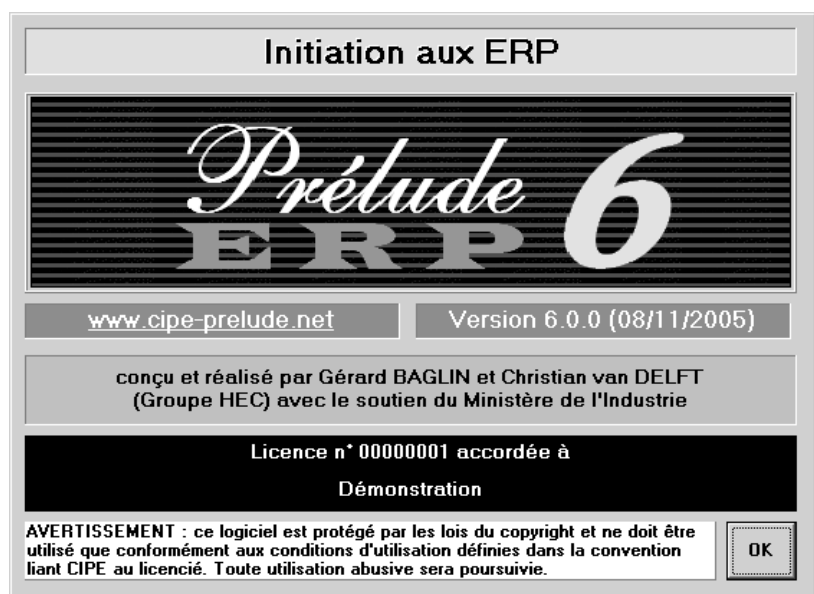 Initiation aux ERP
Prélude 6
ERP
www.cipe-prelude.net
Version 6.0.0 (08/11/2005)
conçu et réalisé par Gérard BAGLIN et Christian van DELFT
(Groupe HEC) avec le soutien du Ministère de l'Industrie
Licence n° 00000001 accordée à
Démonstration
AVERTISSEMENT : ce logiciel est protégé par les lois du copyright et ne doit être
utilisé que conformément aux conditions d'utilisation définies dans la convention
liant CIPE au licencié. Toute utilisation abusive sera poursuivie.
OK